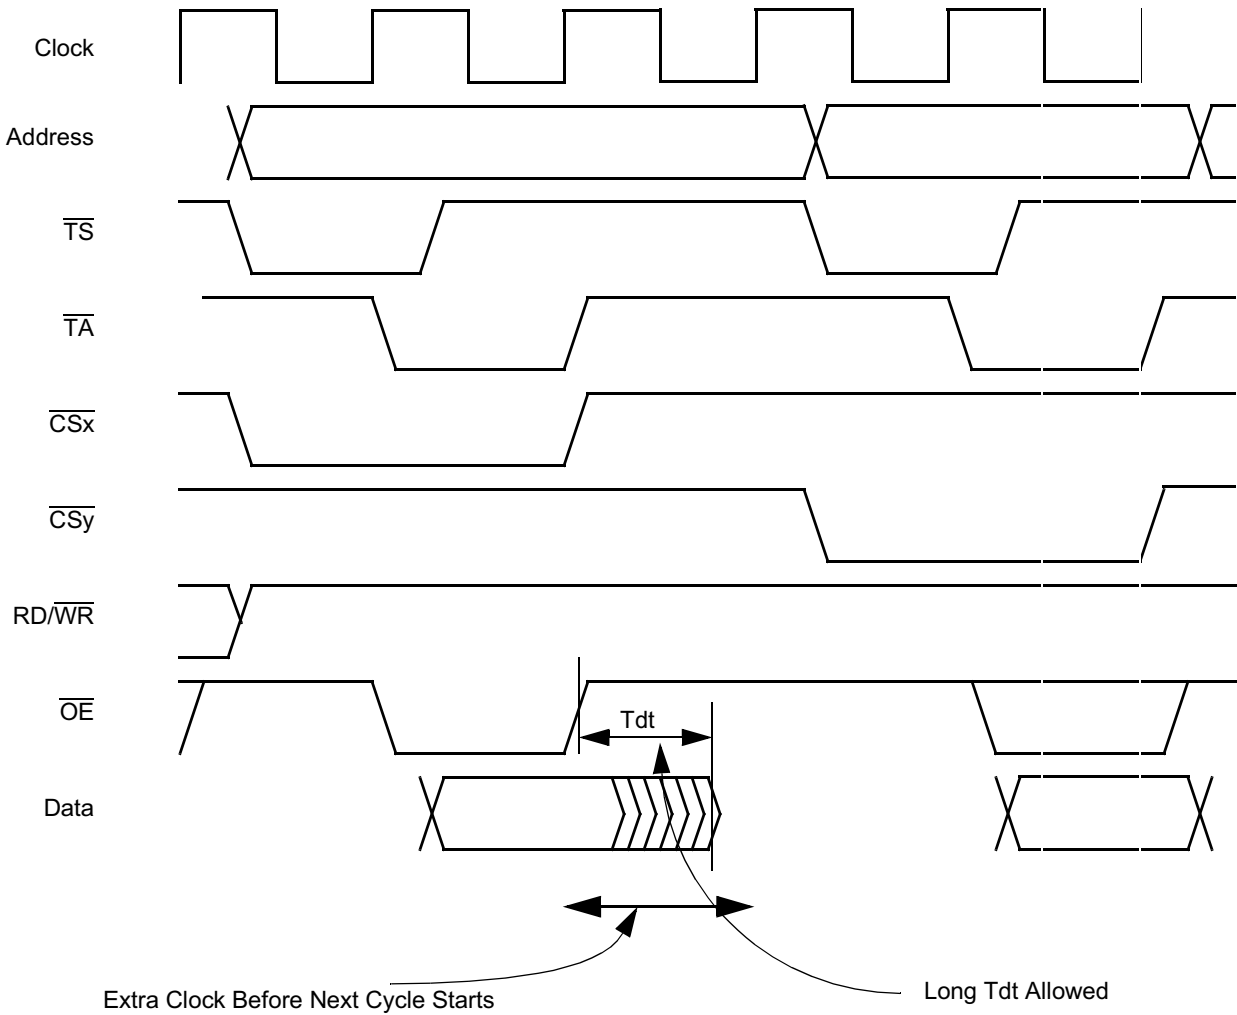 Clock
Address
TS
TA
CSx
CSy
RD/WR
OE
Tdt
Data
Extra Clock Before Next Cycle Starts
Long Tdt Allowed